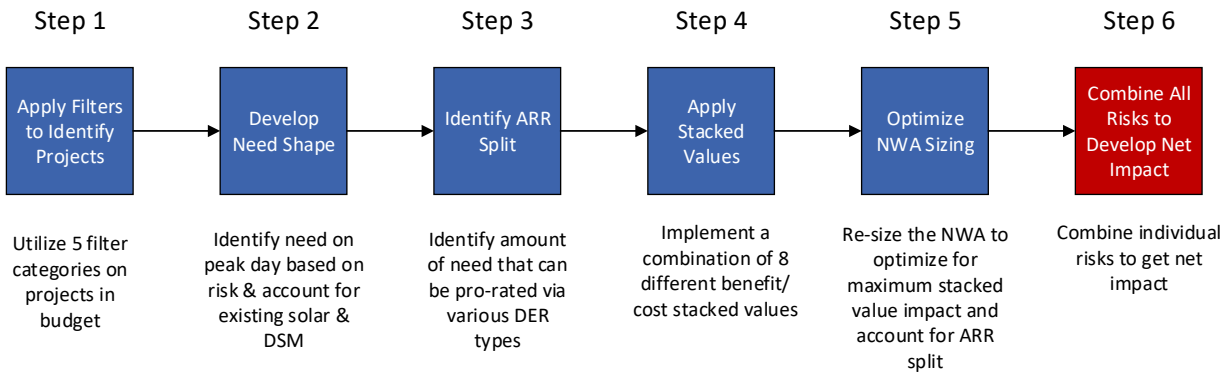 Step 1
Step 2
Step 3
Step 4
Step 5
Step 6
Apply Filters
to Identify
Projects
Develop
Need Shape
Identify ARR
Split
Apply
Stacked
Values
Optimize
NWA Sizing
Combine All
Risks to
Develop Net
Impact
Utilize 5 filter
categories on
projects in
budget
Identify need on
peak day based on
risk & account for
existing solar &
DSM
Identify amount
of need that can
be pro-rated via
various DER
types
Implement a
combination of 8
different benefit/
cost stacked values
Re-size the NWA to
optimize for
maximum stacked
value impact and
account for ARR
split
Combine individual
risks to get net
impact